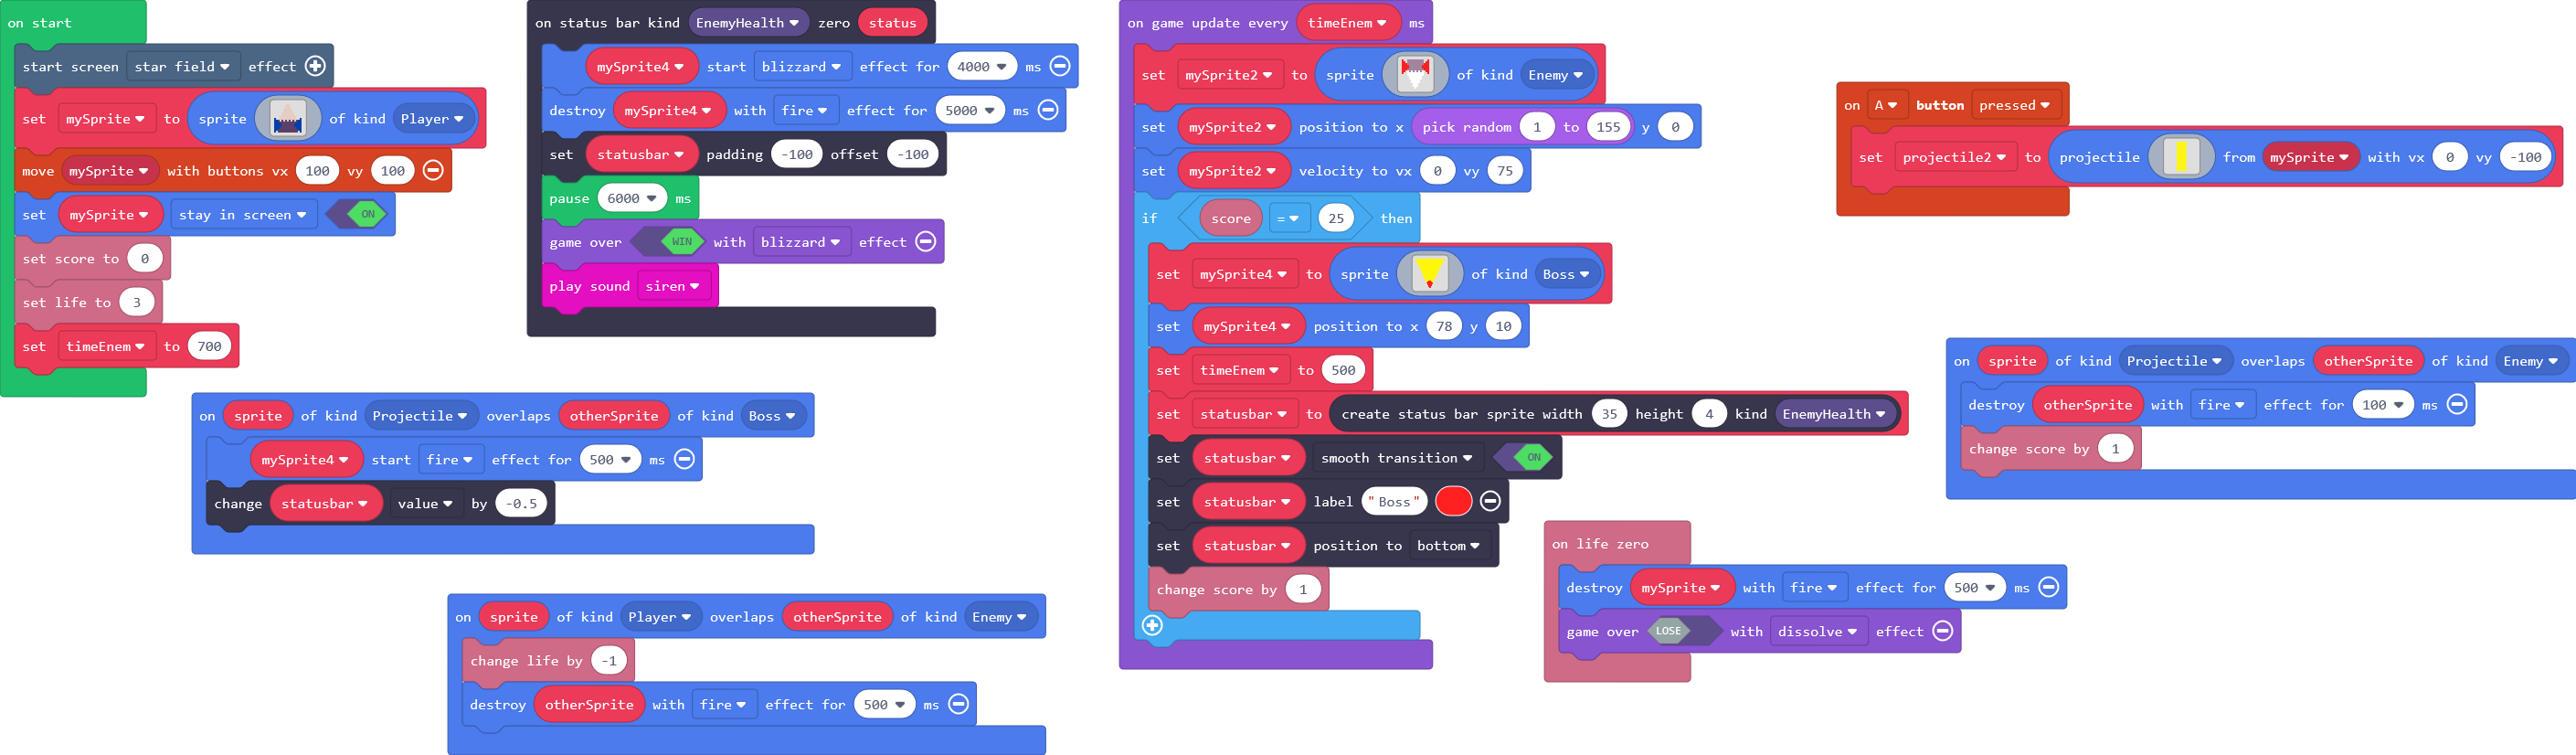 on start
start screen star field effect
set mySprite to sprite of kind Player
move mySprite with buttons vx 100 vy 100
set mySprite stay in screen ON
set score to 0
set life to 3
set timeEnem to 700
on status bar kind EnemyHealth zero status
mySprite4 start blizzard effect for 4000 ms
destroy mySprite4 with fire effect for 5000 ms
set statusbar padding -100 offset -100
pause 6000 ms
game over WIN with blizzard effect
play sound siren
on sprite of kind Projectile overlaps otherSprite of kind Boss
mySprite4 start fire effect for 500 ms
change statusbar value by -0.5
on sprite of kind Player overlaps otherSprite of kind Enemy
change life by -1
destroy otherSprite with fire effect for 500 ms
on game update every timeEnem ms
set mySprite2 to sprite of kind Enemy
set mySprite2 position to x pick random 1 to 155 y 0
set mySprite2 velocity to vx 0 vy 75
if score = 25 then
set mySprite4 to sprite of kind Boss
set mySprite4 position to x 78 y 10
set timeEnem to 500
set statusbar to create status bar sprite width 35 height 4 kind EnemyHealth
set statusbar smooth transition ON
set statusbar label "Boss"
set statusbar position to bottom
change score by 1
on A button pressed
set projectile2 to projectile from mySprite with vx 0 vy -100
on sprite of kind Projectile overlaps otherSprite of kind Enemy
destroy otherSprite with fire effect for 100 ms
change score by 1
on life zero
destroy mySprite with fire effect for 500 ms
game over LOSE with dissolve effect